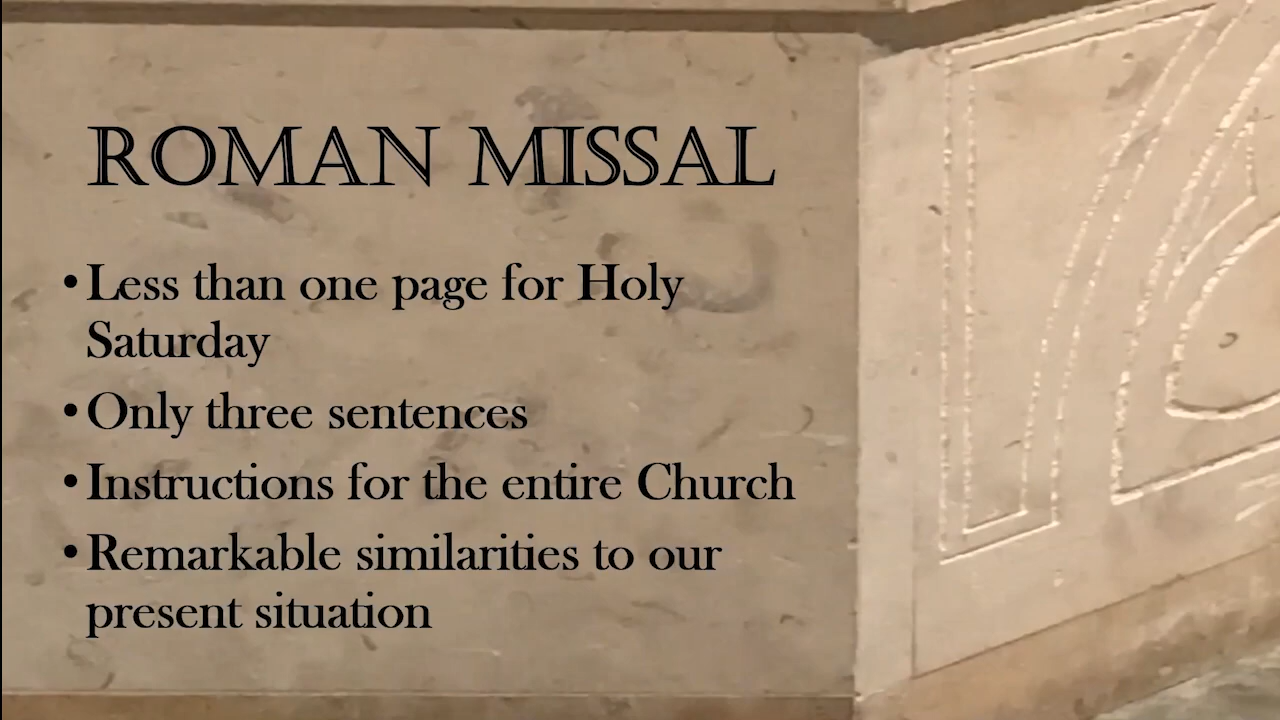 ROMAN MISSAL
• Less than one page for Holy
Saturday
• Only three sentences
• Instructions for the entire Church
• Remarkable similarities to our
present situation